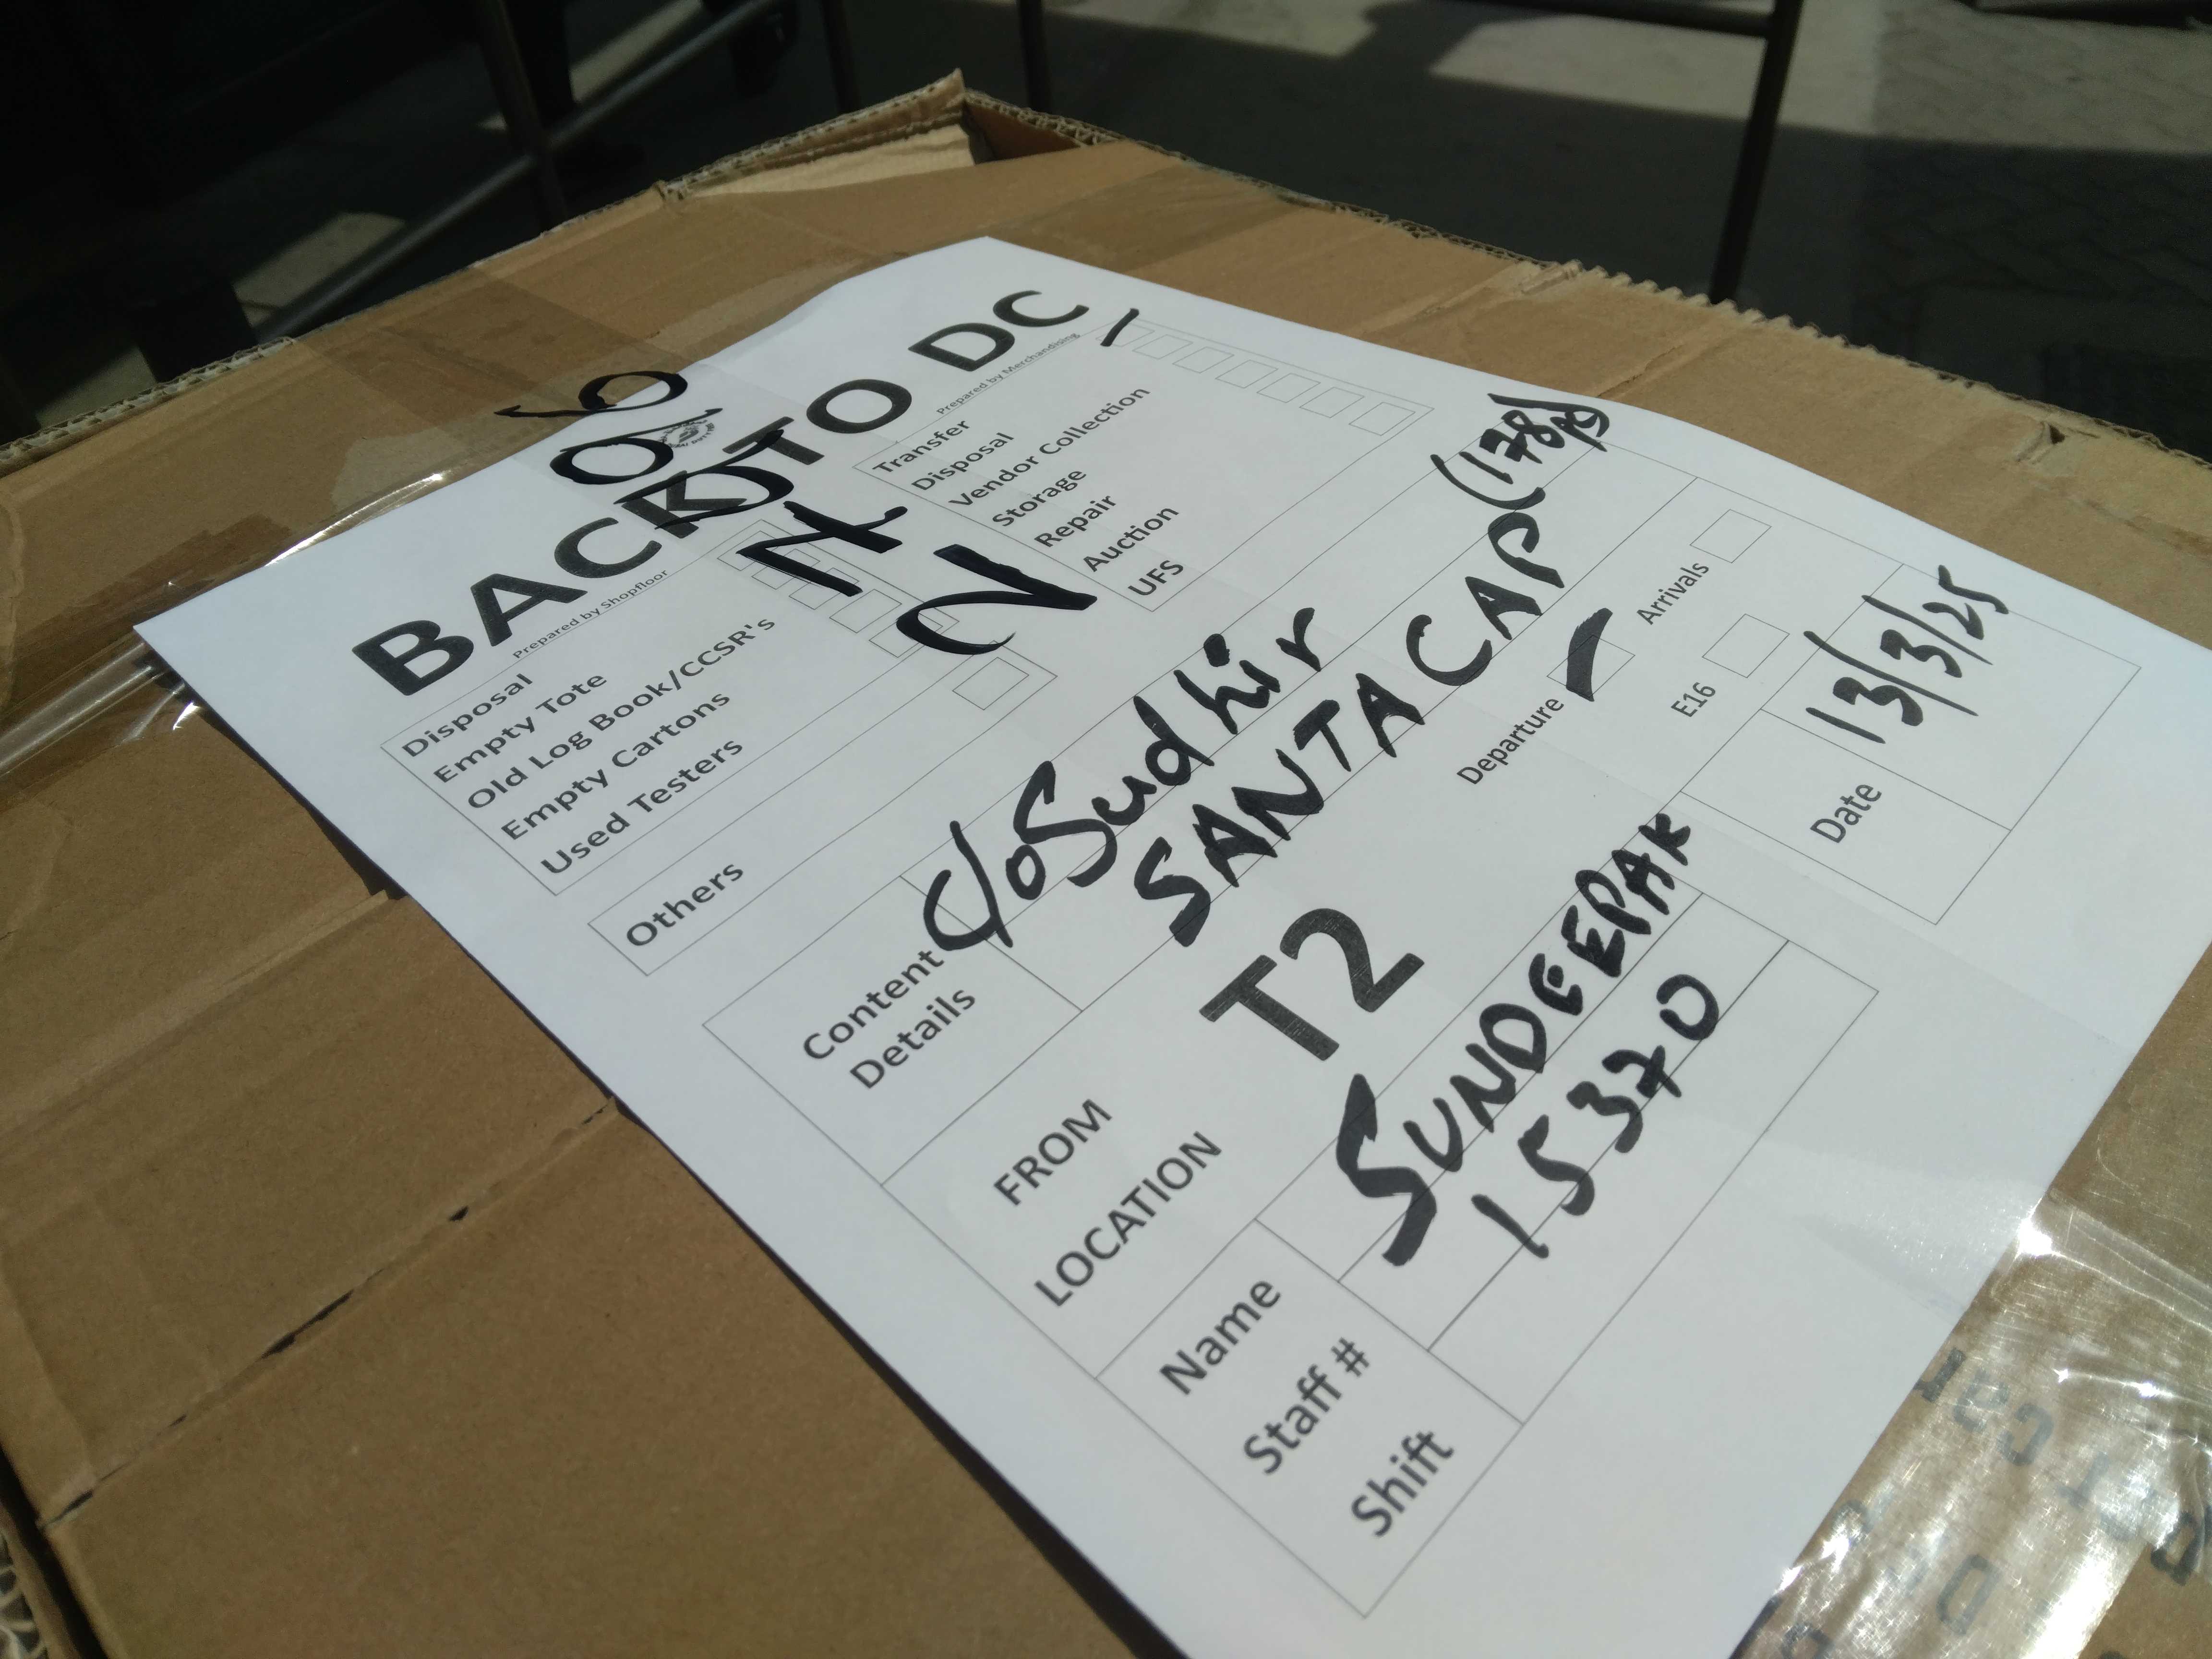 BACK TO DC
Prepared by Shopfloor
Prepared by Merchandising
Disposal
Empty Tote
Old Log Book/CCSR's
Empty Cartons
Used Testers
Transfer
Disposal
Vendor Collection
Storage
Repair
Auction
UFS
Others
Content Details
C/o Sudhir
SANTA CAP (178
FROM LOCATION
T2
Departure
Arrivals
E16
Name
SUNDEEPAK
Date
13/3/25
Staff #
15370
Shift